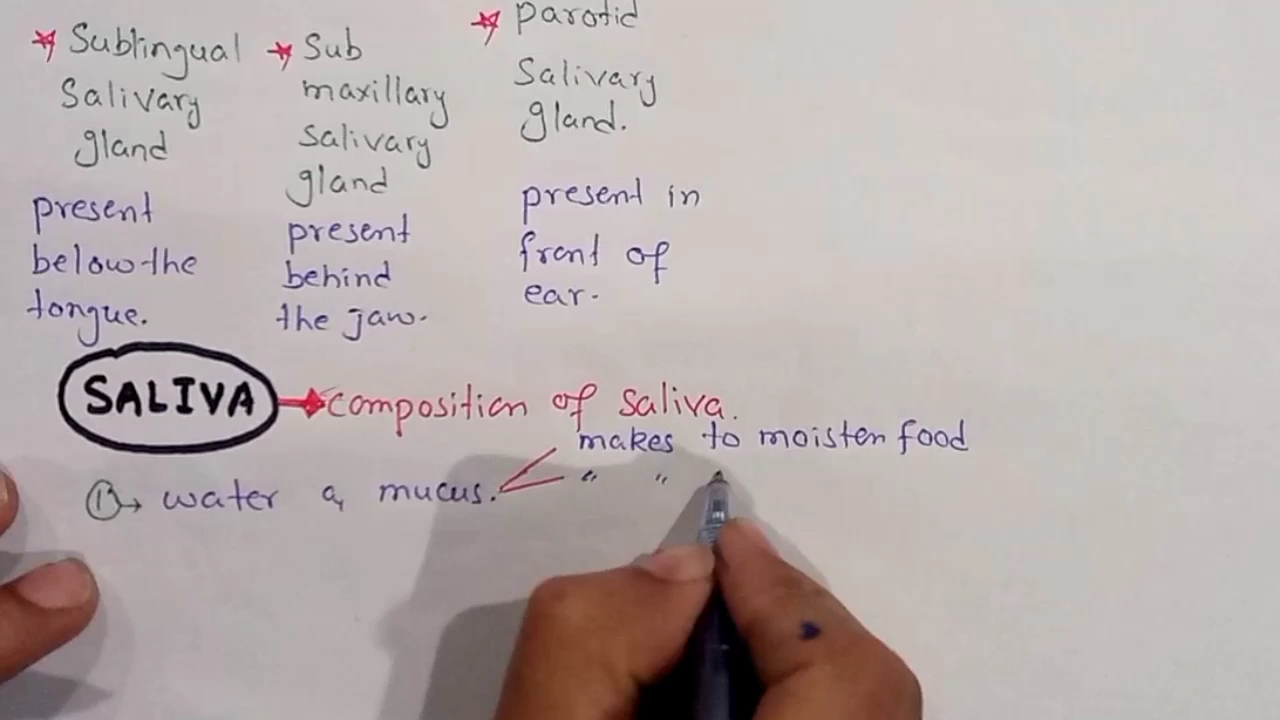 ★ Sublingual
Salivary
gland
present
below the
tongue.
★ Sub
maxillary
Salivary
gland
present
behind
the jaw.
★ Parotid
Salivary
gland.
present in
front of
ear.
SALIVA → composition of saliva.
makes to moisten food
〃 〃
① → water & mucus.